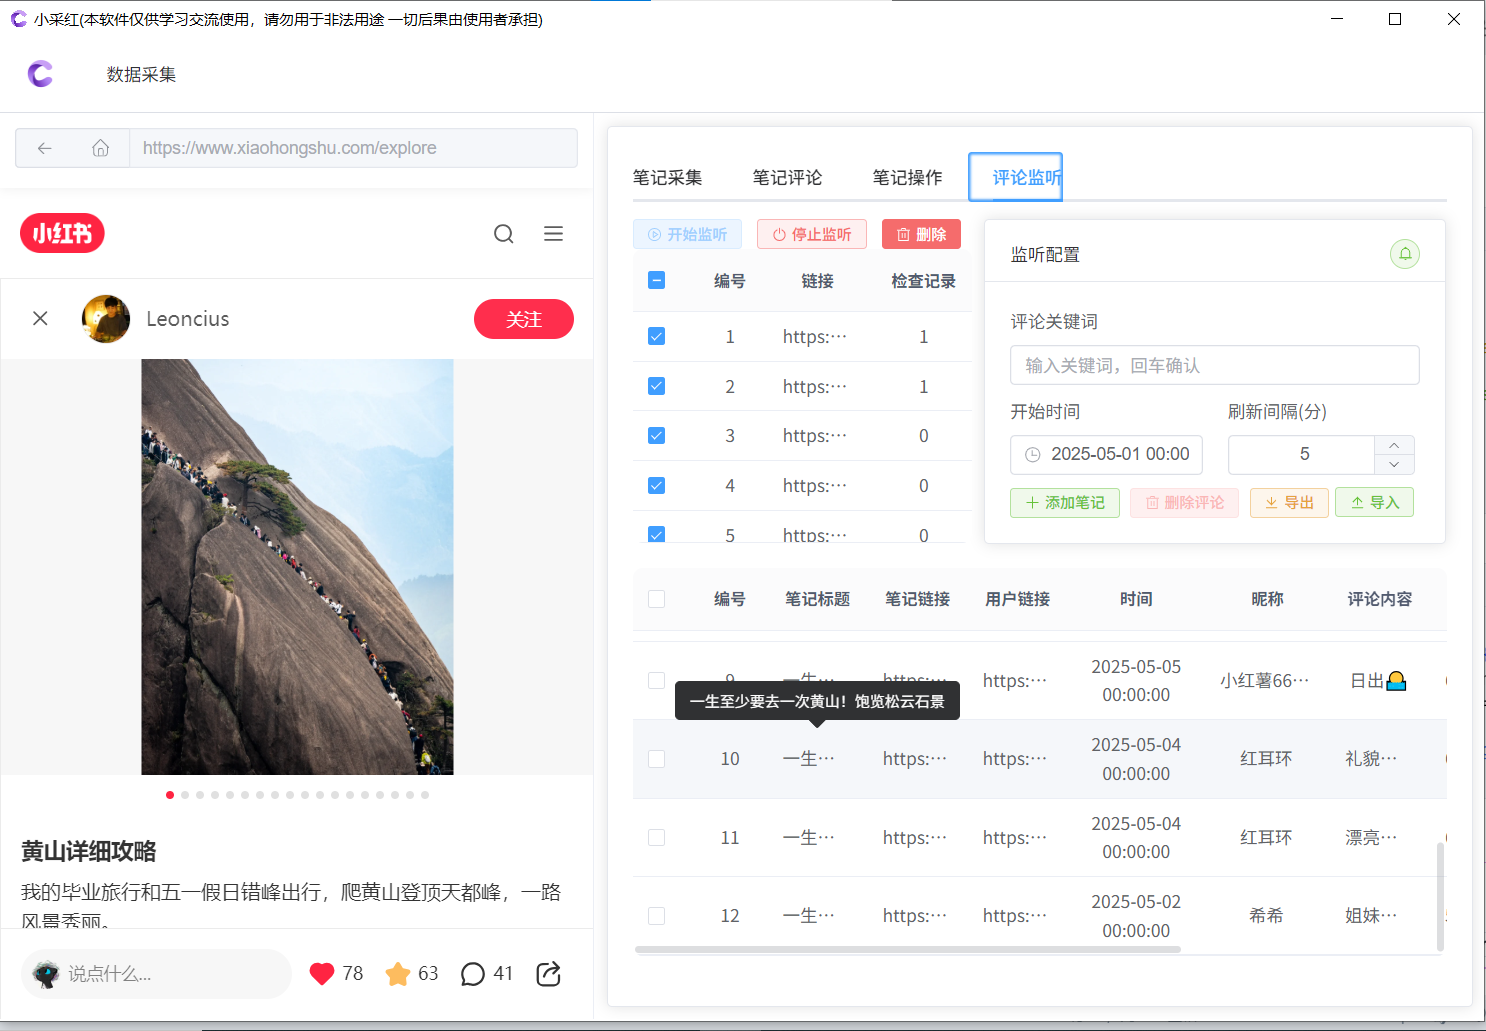 小采红(本软件仅供学习交流使用，请勿用于非法用途 一切后果由使用者承担)
数据采集
https://www.xiaohongshu.com/explore
小红书
Leoncius
关注
黄山详细攻略
我的毕业旅行和五一假日错峰出行，爬黄山登顶天都峰，一路
风景秀丽。
说点什么...
78
63
41
笔记采集 笔记评论 笔记操作 评论监听
开始监听 停止监听 删除
编号 链接 检查记录
1 https:··· 1
2 https:··· 1
3 https:··· 0
4 https:··· 0
5 https:··· 0
监听配置
评论关键词
输入关键词，回车确认
开始时间 刷新间隔(分)
2025-05-01 00:00 5
添加笔记 删除评论 导出 导入
编号 笔记标题 笔记链接 用户链接 时间 昵称 评论内容
9 一生··· https:··· https:··· 2025-05-05 00:00:00 小红薯66··· 日出
一生至少要去一次黄山！饱览松云石景
10 一生··· https:··· https:··· 2025-05-04 00:00:00 红耳环 礼貌···
11 一生··· https:··· https:··· 2025-05-04 00:00:00 红耳环 漂亮···
12 一生··· https:··· https:··· 2025-05-02 00:00:00 希希 姐妹···